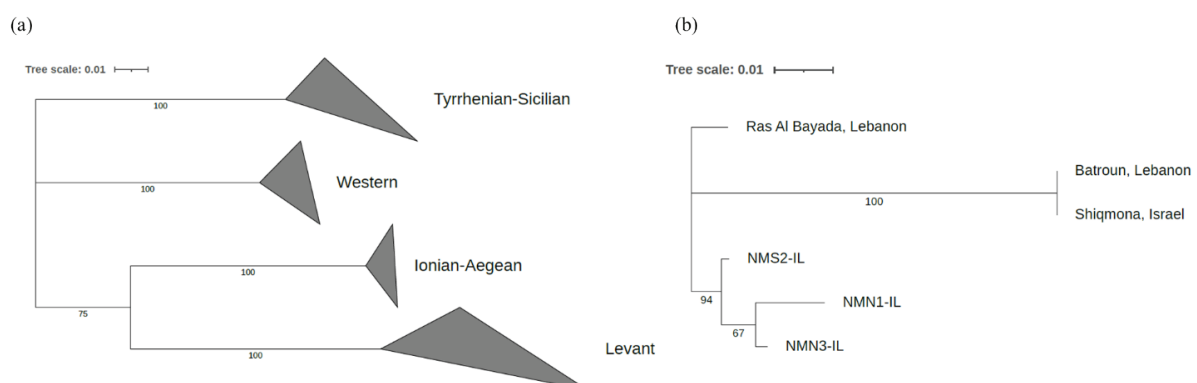 (a)
Tree scale: 0.01
100
Tyrrhenian-Sicilian
100
Western
100
Ionian-Aegean
75
100
Levant
(b)
Tree scale: 0.01
Ras Al Bayada, Lebanon
Batroun, Lebanon
100
Shiqmona, Israel
NMS2-IL
94
NMN1-IL
67
NMN3-IL